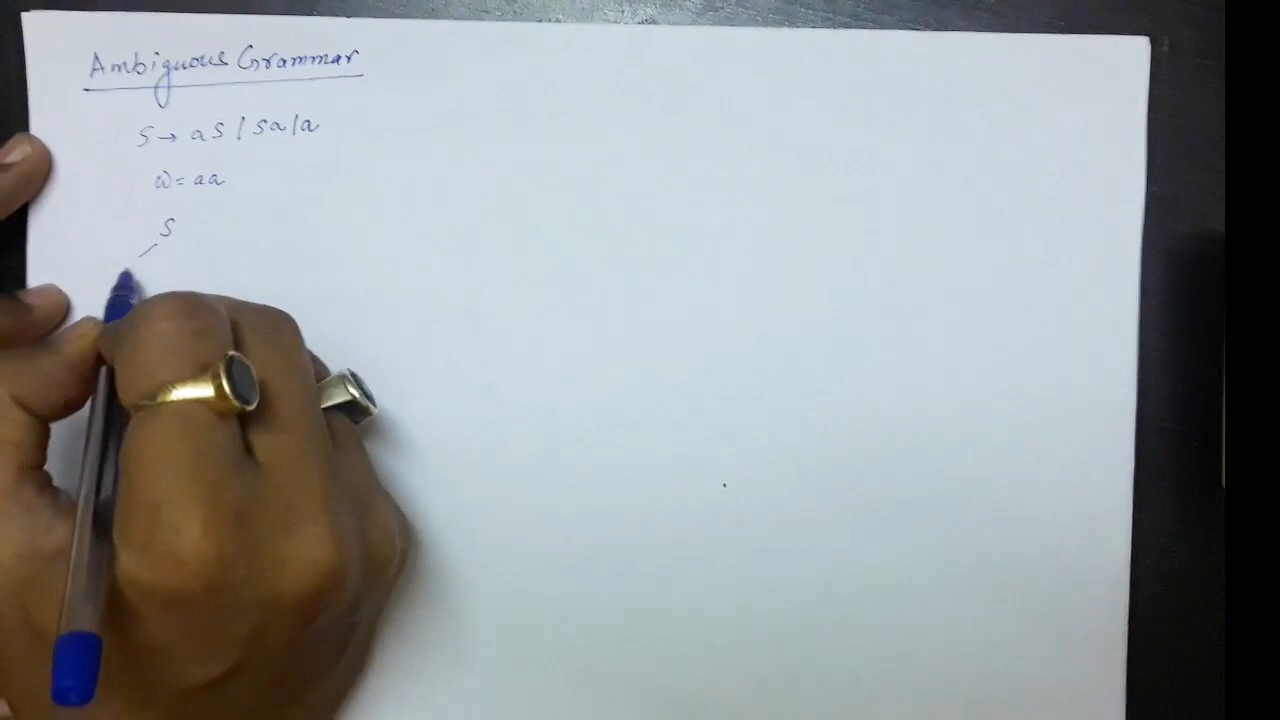 Ambiguous Grammar
S → aS / Sa / a
w = aa
S